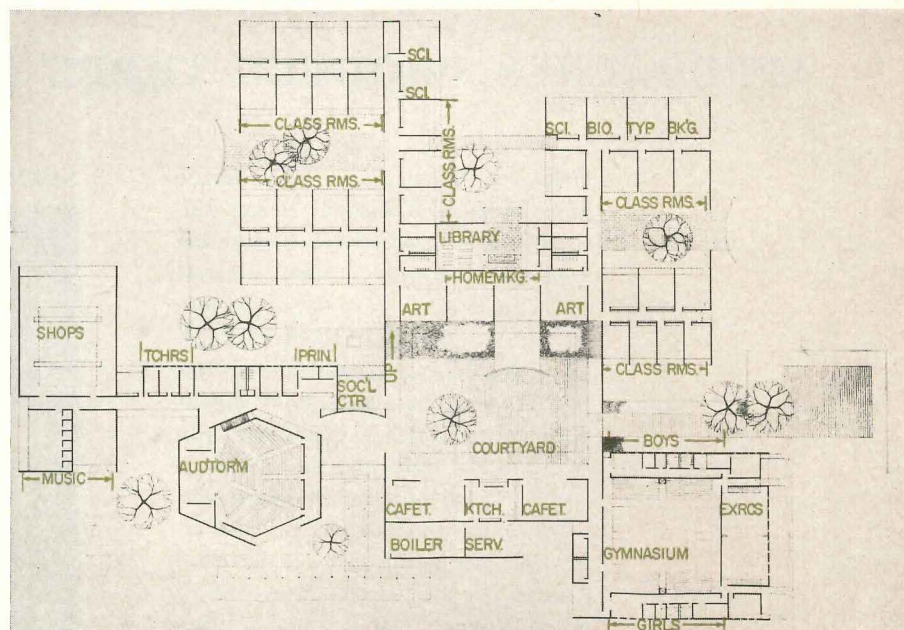 SCI.
SCI.
CLASS RMS.
CLASS RMS.
CLASS RMS.
SCI. BIO. TYP. BK'G.
CLASS RMS.
LIBRARY
HOMEMKG.
ART
ART
SHOPS
TCHRS
PRIN.
UP
SOC'L
CTR.
CLASS RMS.
COURTYARD
BOYS
MUSIC
AUDTORM
CAFET. KTCH. CAFET.
EXRCS
BOILER SERV.
GYMNASIUM
GIRLS